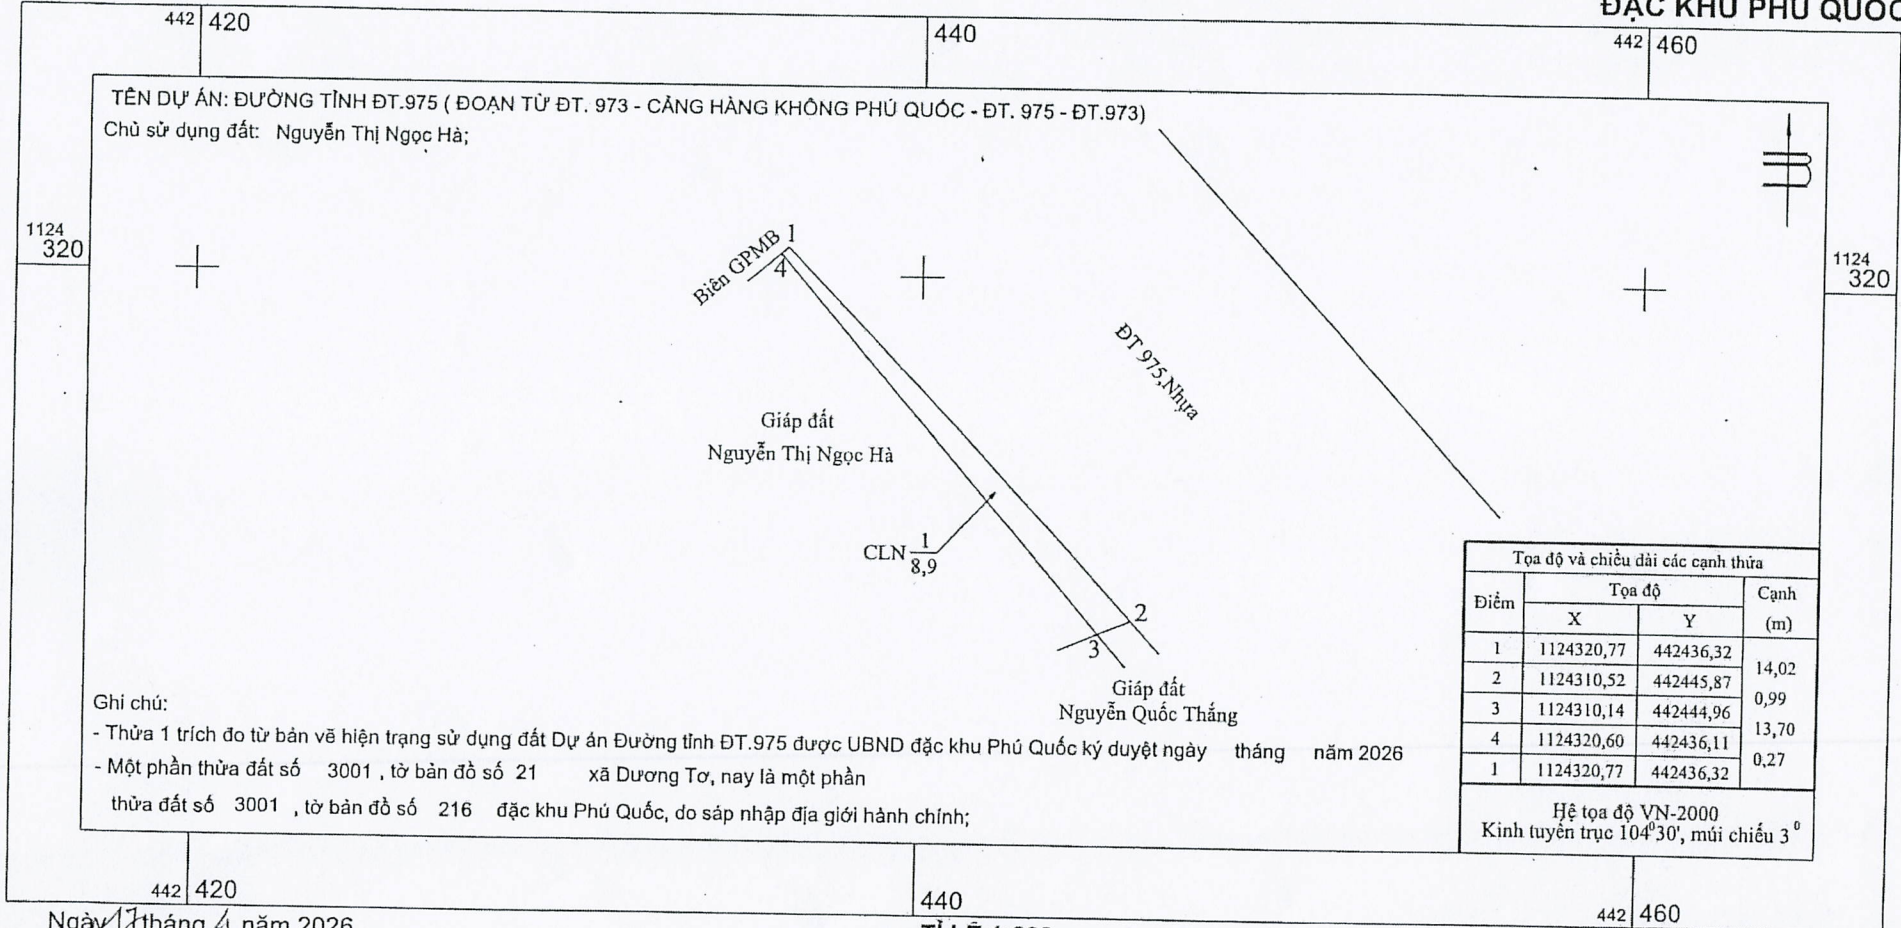 ĐẶC KHU PHÚ QUỐC
442 420
440
442 460
TÊN DỰ ÁN: ĐƯỜNG TỈNH ĐT.975 ( ĐOẠN TỪ ĐT. 973 - CẢNG HÀNG KHÔNG PHÚ QUỐC - ĐT. 975 - ĐT.973)
Chủ sử dụng đất: Nguyễn Thị Ngọc Hà;
1124
320
1124
320
Biên GPMB
1
4
ĐT 975,Nhựa
Giáp đất
Nguyễn Thị Ngọc Hà
CLN 1
8,9
2
3
Giáp đất
Nguyễn Quốc Thắng
Tọa độ và chiều dài các cạnh thửa
Điểm Tọa độ Cạnh
X Y (m)
1 1124320,77 442436,32
14,02
2 1124310,52 442445,87
0,99
3 1124310,14 442444,96
13,70
4 1124320,60 442436,11
0,27
1 1124320,77 442436,32
Hệ tọa độ VN-2000
Kinh tuyến trục 104⁰30', múi chiếu 3⁰
Ghi chú:
- Thửa 1 trích đo từ bản vẽ hiện trạng sử dụng đất Dự án Đường tỉnh ĐT.975 được UBND đặc khu Phú Quốc ký duyệt ngày tháng năm 2026
- Một phần thửa đất số 3001 , tờ bản đồ số 21 xã Dương Tơ, nay là một phần
thửa đất số 3001 , tờ bản đồ số 216 đặc khu Phú Quốc, do sáp nhập địa giới hành chính;
442 420
440
442 460
Ngày 17 tháng 4 năm 2026